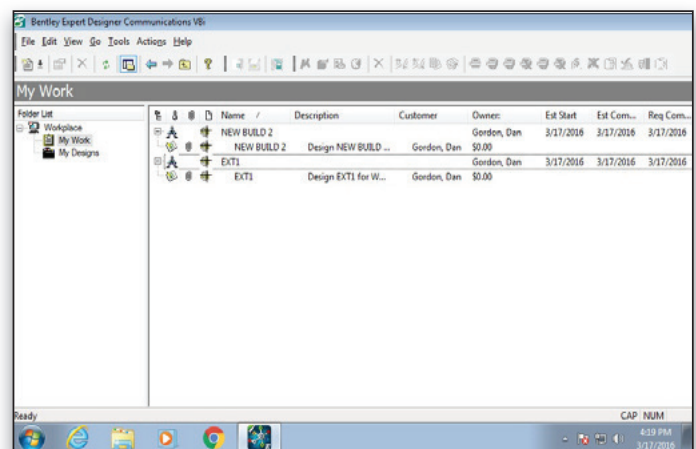 Bentley Expert Designer Communications V8i
File Edit View Go Tools Actions Help
My Work
Folder List
Workplace
My Work
My Designs
Name / Description Customer Owner: Est Start Est Com... Req Com...
NEW BUILD 2 Gordon, Dan 3/17/2016 3/17/2016 3/17/2016
NEW BUILD 2 Design NEW BUILD ... Gordon, Dan $0.00
EXT1 Gordon, Dan 3/17/2016 3/17/2016 3/17/2016
EXT1 Design EXT1 for W... Gordon, Dan $0.00
Ready CAP NUM
4:19 PM
3/17/2016